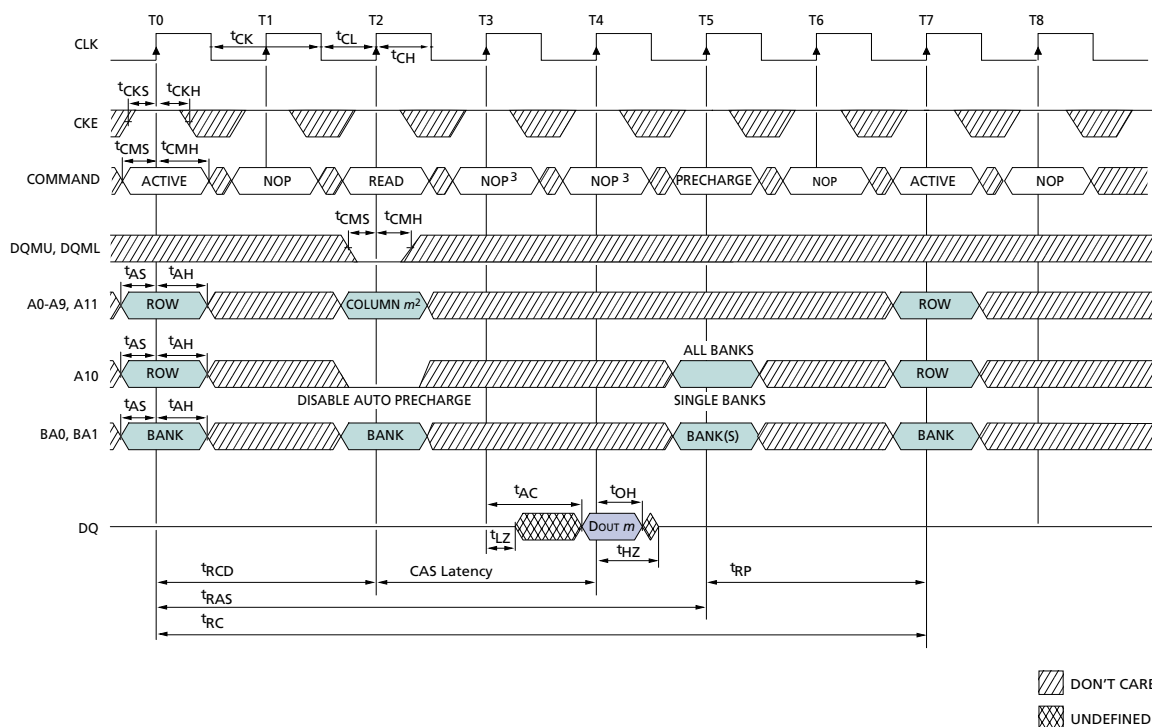 T0 T1 T2 T3 T4 T5 T6 T7 T8
CLK
tCK tCL tCH
tCKS tCKH
CKE
tCMS tCMH
COMMAND ACTIVE NOP READ NOP3 NOP3 PRECHARGE NOP ACTIVE NOP
tCMS tCMH
DQMU, DQML
tAS tAH
A0-A9, A11 ROW COLUMN m2 ROW
tAS tAH ALL BANKS
A10 ROW ROW
DISABLE AUTO PRECHARGE SINGLE BANKS
tAS tAH
BA0, BA1 BANK BANK BANK(S) BANK
tAC tOH
DQ DOUT m
tLZ tHZ
tRCD CAS Latency tRP
tRAS
tRC
DON'T CARE
UNDEFINED